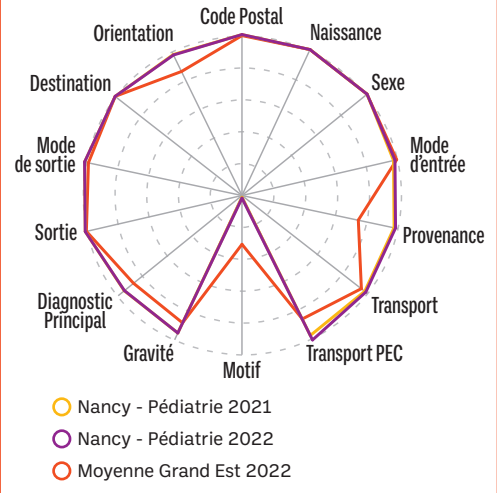 Code Postal
Orientation
Naissance
Destination
Sexe
Mode
de sortie
Mode
d'entrée
Sortie
Provenance
Diagnostic
Principal
Transport
Gravité
Transport PEC
Motif
Nancy - Pédiatrie 2021
Nancy - Pédiatrie 2022
Moyenne Grand Est 2022